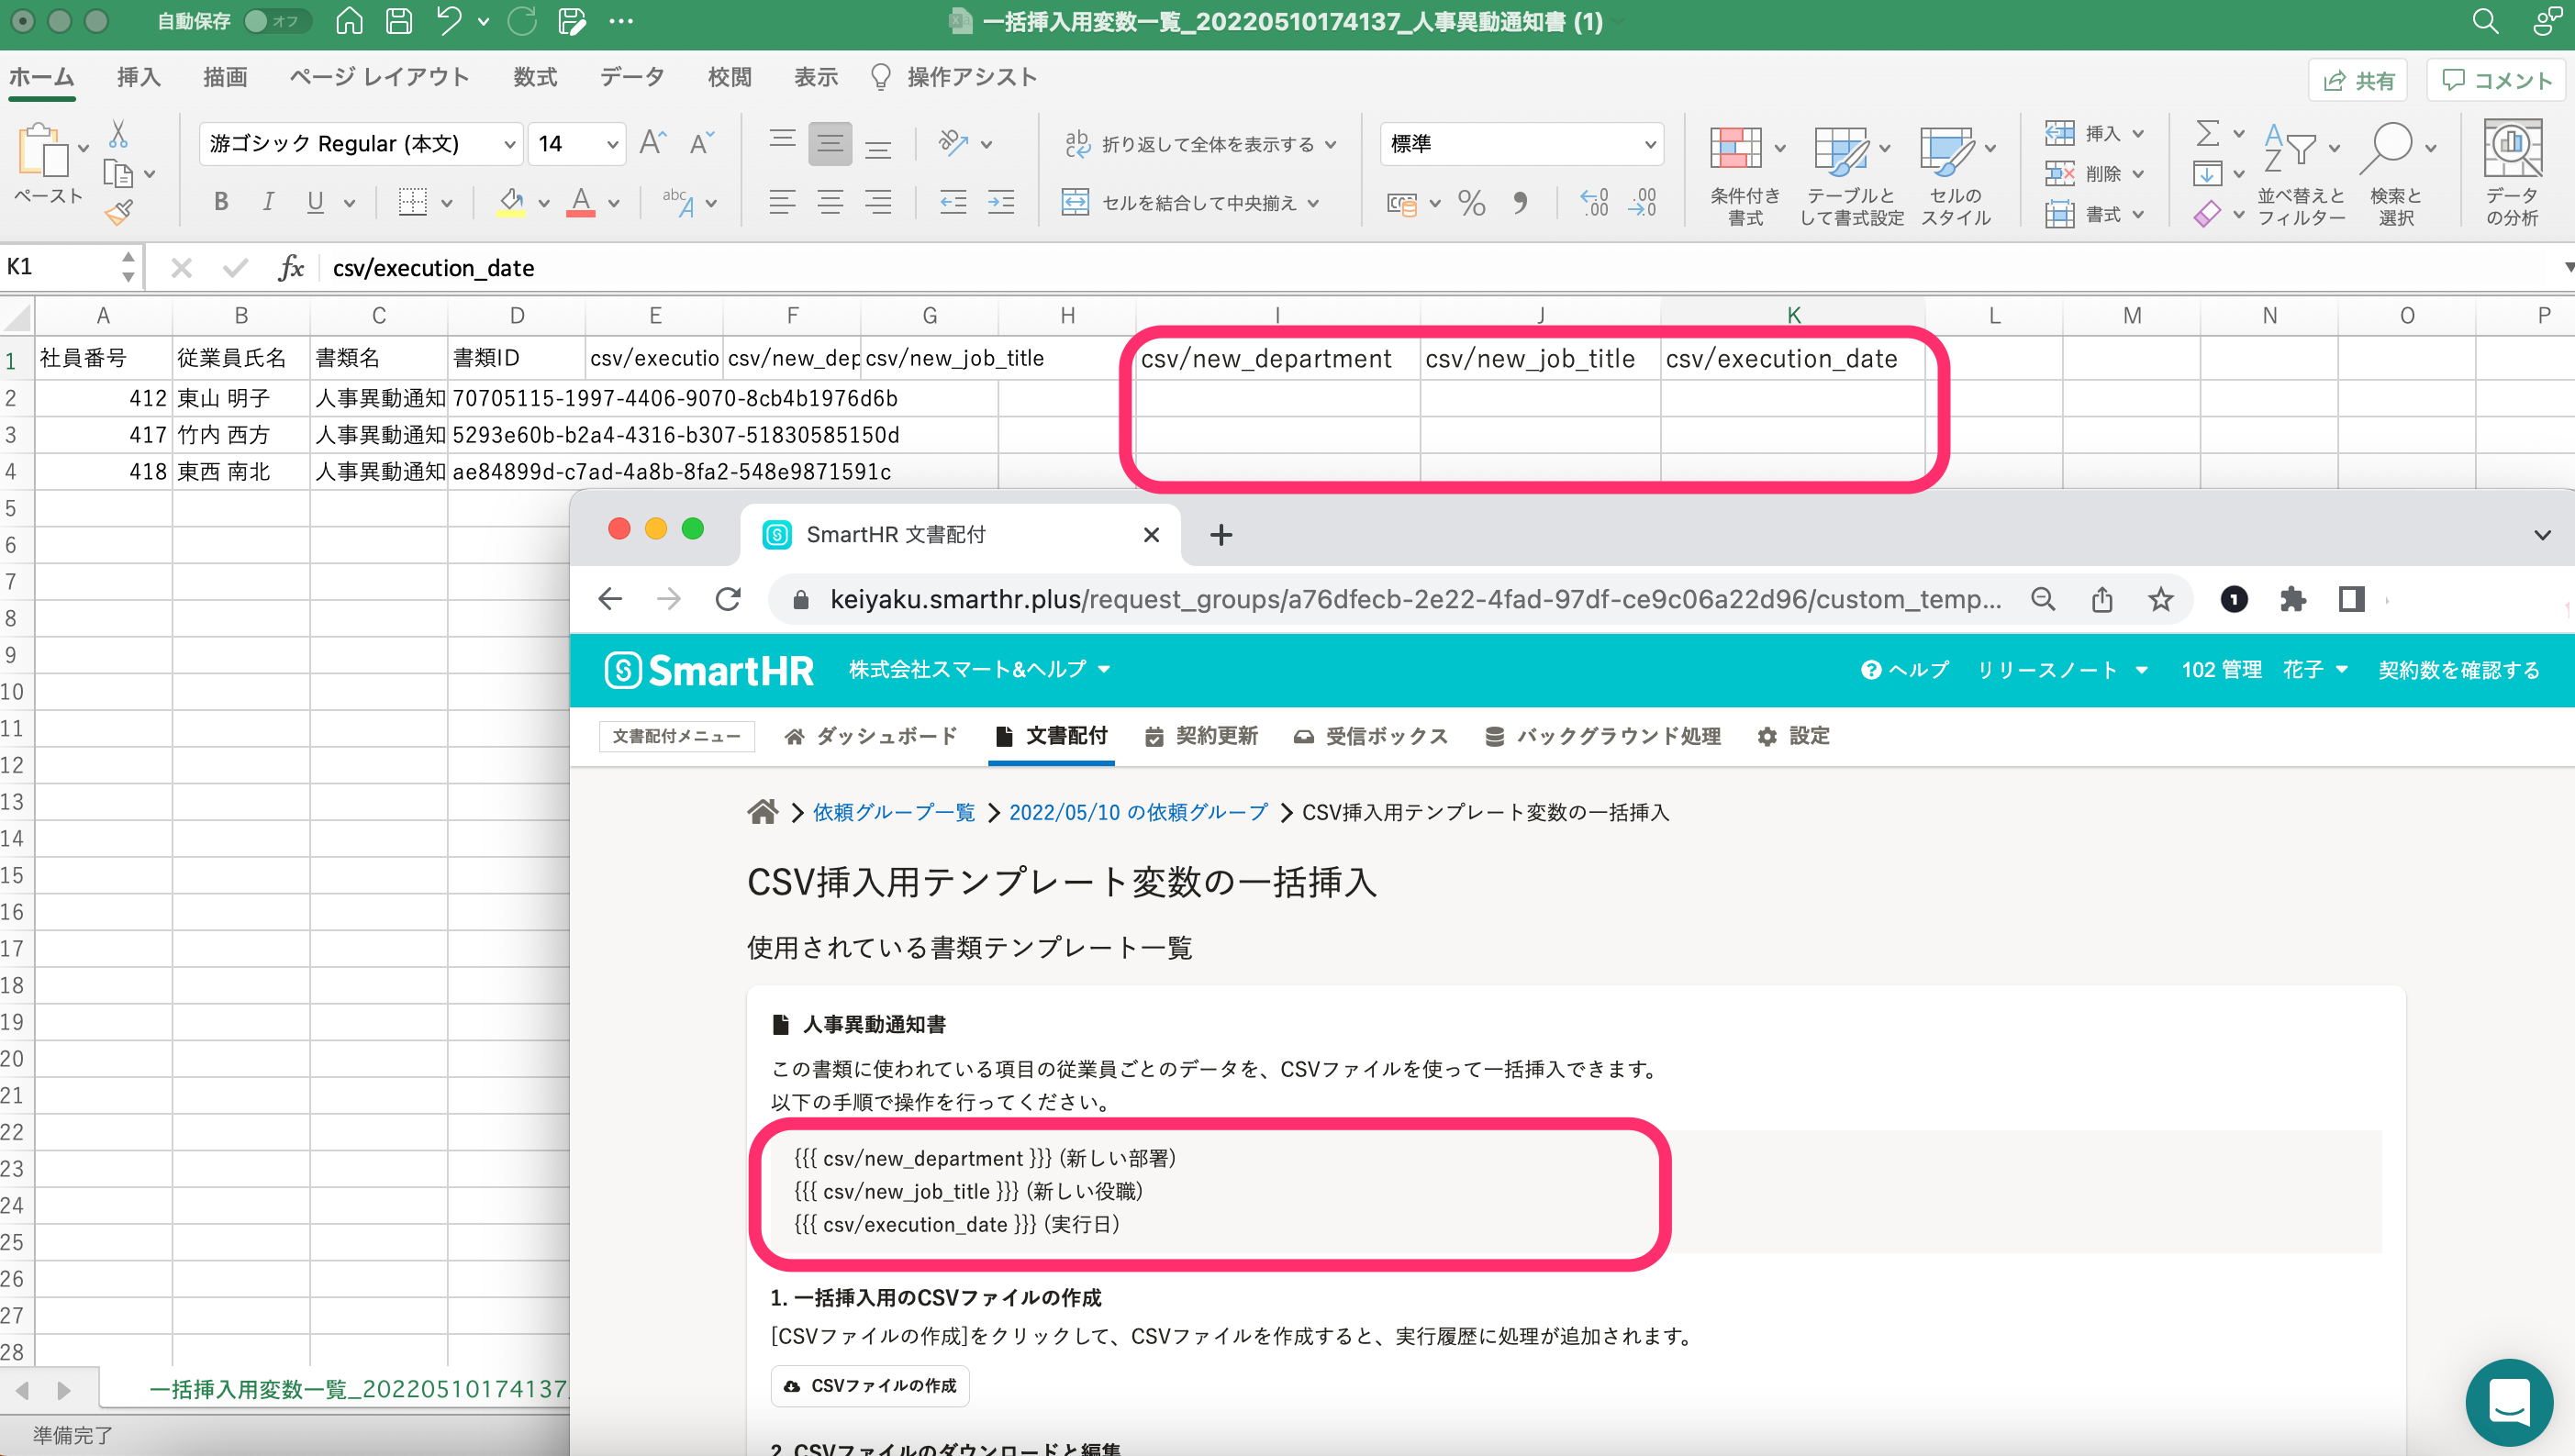 自動保存 オフ
一括挿入用変数一覧_20220510174137_人事異動通知書 (1)
ホーム 挿入 描画 ページ レイアウト 数式 データ 校閲 表示 操作アシスト 共有 コメント
ペースト
游ゴシック Regular (本文) 14
折り返して全体を表示する
セルを結合して中央揃え
標準
条件付き
書式
テーブルと
して書式設定
セルの
スタイル
挿入
削除
書式
並べ替えと
フィルター
検索と
選択
データ
の分析
K1 fx csv/execution_date
A B C D E F G H I J K L M N O P
1 社員番号 従業員氏名 書類名 書類ID csv/executio csv/new_dep csv/new_job_title csv/new_department csv/new_job_title csv/execution_date
2 412 東山 明子 人事異動通知 70705115-1997-4406-9070-8cb4b1976d6b
3 417 竹内 西方 人事異動通知 5293e60b-b2a4-4316-b307-51830585150d
4 418 東西 南北 人事異動通知 ae84899d-c7ad-4a8b-8fa2-548e9871591c
5
6
7
8
9
10
11
12
13
14
15
16
17
18
19
20
21
22
23
24
25
26
27
28
一括挿入用変数一覧_20220510174137_
準備完了
SmartHR 文書配付
keiyaku.smarthr.plus/request_groups/a76dfecb-2e22-4fad-97df-ce9c06a22d96/custom_temp...
SmartHR 株式会社スマート&ヘルプ ヘルプ リリースノート 102 管理 花子 契約数を確認する
文書配付メニュー ダッシュボード 文書配付 契約更新 受信ボックス バックグラウンド処理 設定
依頼グループ一覧 2022/05/10 の依頼グループ CSV挿入用テンプレート変数の一括挿入
CSV挿入用テンプレート変数の一括挿入
使用されている書類テンプレート一覧
人事異動通知書
この書類に使われている項目の従業員ごとのデータを、CSVファイルを使って一括挿入できます。
以下の手順で操作を行ってください。
{{{ csv/new_department }}} (新しい部署)
{{{ csv/new_job_title }}} (新しい役職)
{{{ csv/execution_date }}} (実行日)
1. 一括挿入用のCSVファイルの作成
[CSVファイルの作成]をクリックして、CSVファイルを作成すると、実行履歴に処理が追加されます。
CSVファイルの作成
2. CSVファイルのダウンロードと編集